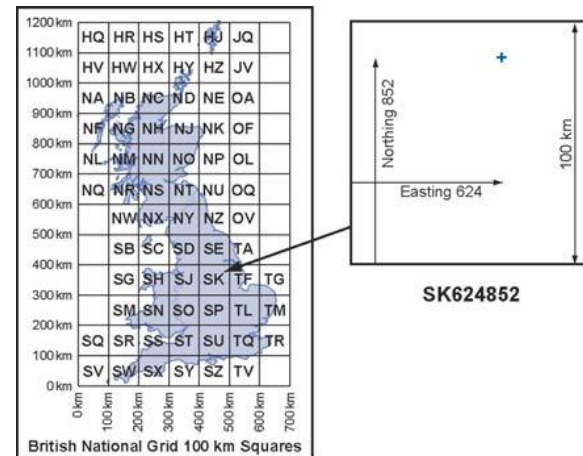 1200 km
HQ HR HS HT HJ JQ
1100 km
HV HW HX HY HZ JV
1000 km
NA NB NC ND NE OA
900 km
NF NG NH NJ NK OF
800 km
NL NM NN NO NP OL
700 km
NQ NR NS NT NU OQ
600 km
NW NX NY NZ OV
500 km
SB SC SD SE TA
400 km
SG SH SJ SK TF TG
300 km
SM SN SO SP TL TM
200 km
SQ SR SS ST SU TQ TR
100 km
SV SW SX SY SZ TV
0 km
0 km
100 km
200 km
300 km
400 km
500 km
600 km
700 km
British National Grid 100 km Squares
Northing 852
Easting 624
100 km
SK624852